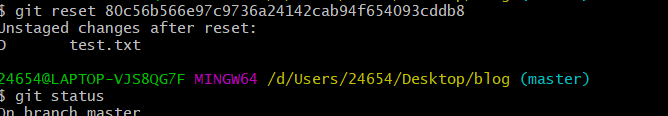 $ git reset 80c56b566e97c9736a24142cab94f654093cddb8
Unstaged changes after reset:
D test.txt
24654@LAPTOP-VJS8QG7F MINGW64 /d/Users/24654/Desktop/blog (master)
$ git status
On branch master